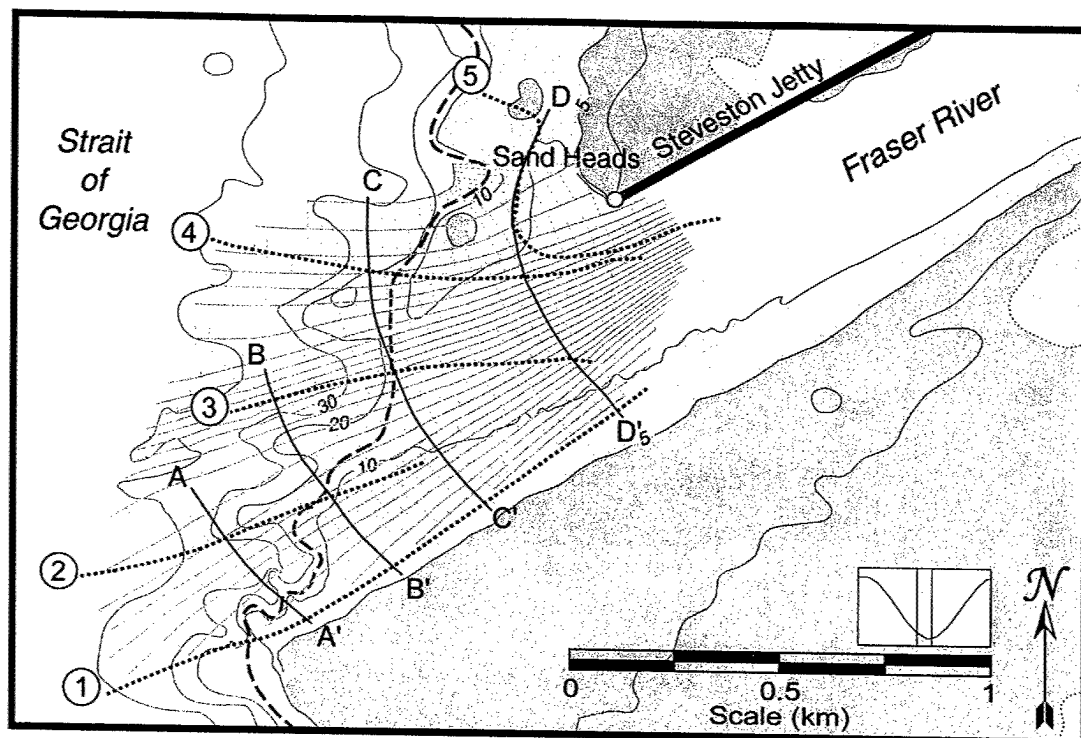 5
D
5
Steveston Jetty
Fraser River
Strait
of
Georgia
Sand Heads
C
10
4
B
3
30
20
10
A
D'5
C'
2
B'
A'
1
N
0
0.5
1
Scale (km)